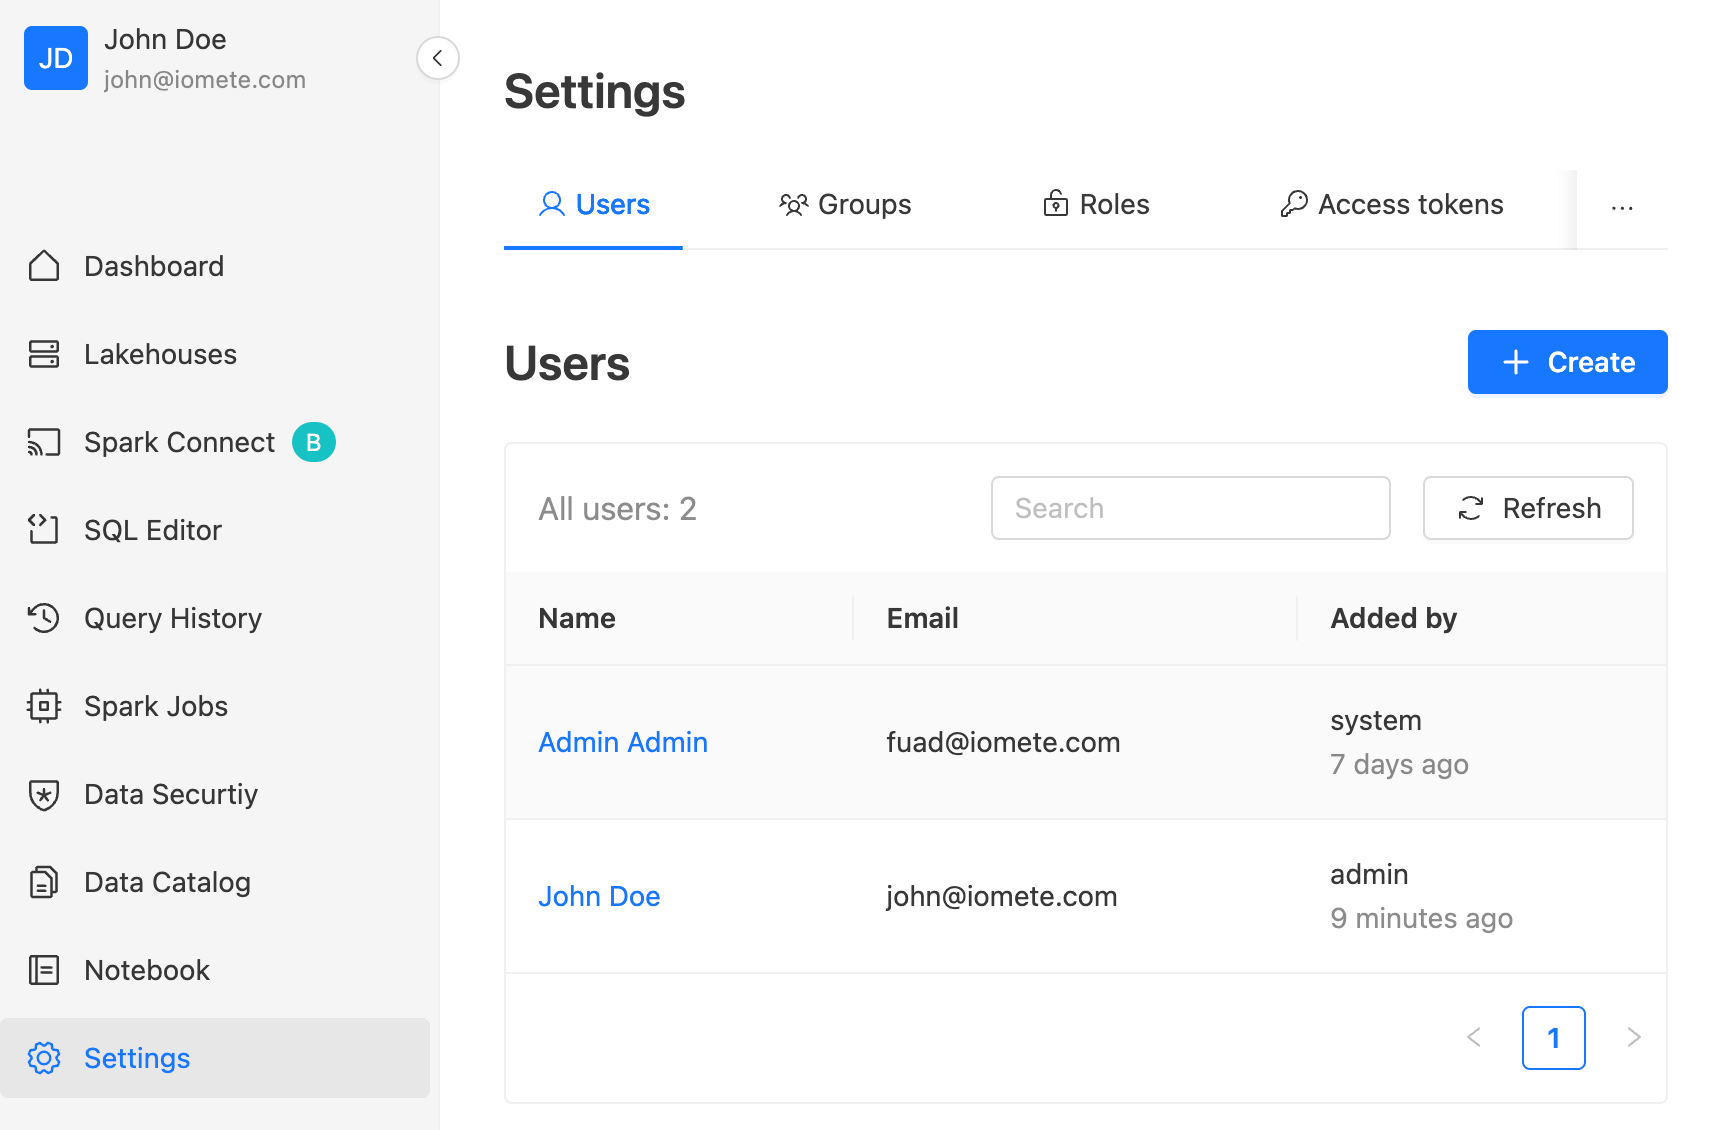 JD
John Doe
john@iomete.com
Dashboard
Lakehouses
Spark Connect B
SQL Editor
Query History
Spark Jobs
Data Securtiy
Data Catalog
Notebook
Settings
Settings
Users Groups Roles Access tokens ...
Users
Create
All users: 2 Search Refresh
Name Email Added by
Admin Admin fuad@iomete.com system
7 days ago
John Doe john@iomete.com admin
9 minutes ago
1